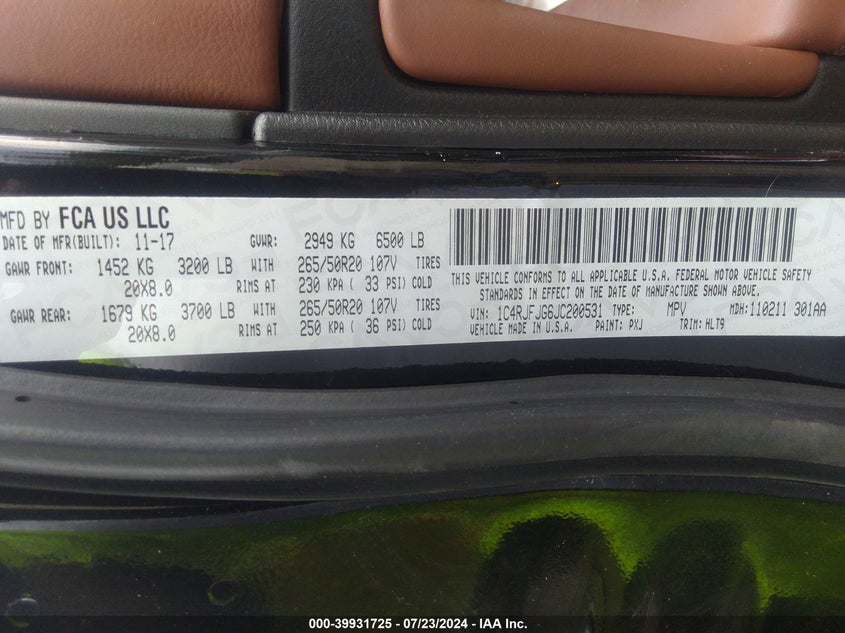 MFD BY FCA US LLC
DATE OF MFR(BUILT): 11-17 GVWR: 2949 KG 6500 LB
GAWR FRONT: 1452 KG 3200 LB WITH 265/50R20 107V TIRES
20X8.0 RIMS AT 230 KPA ( 33 PSI) COLD
GAWR REAR: 1679 KG 3700 LB WITH 265/50R20 107V TIRES
20X8.0 RIMS AT 250 KPA ( 36 PSI) COLD
THIS VEHICLE CONFORMS TO ALL APPLICABLE U.S.A. FEDERAL MOTOR VEHICLE SAFETY
STANDARDS IN EFFECT ON THE DATE OF MANUFACTURE SHOWN ABOVE.
VIN: 1C4RJFJG6JC200531 TYPE: MPV MDH: 110211 301AA
VEHICLE MADE IN U.S.A. PAINT: PXJ TRIM: HLT9
000-39931725 - 07/23/2024 - IAA Inc.